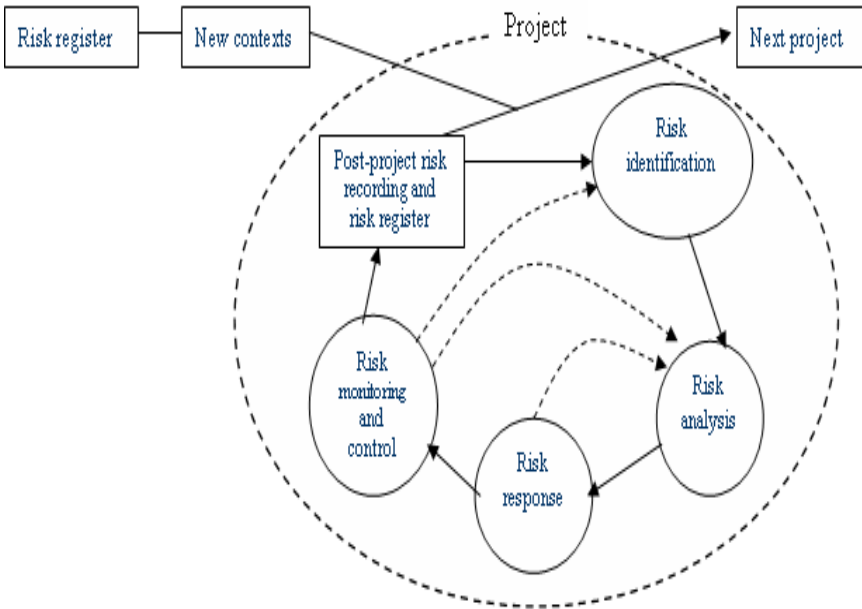 Project
Risk register
New contexts
Next project
Post-project risk
recording and
risk register
Risk
identification
Risk
monitoring
and
control
Risk
analysis
Risk
response